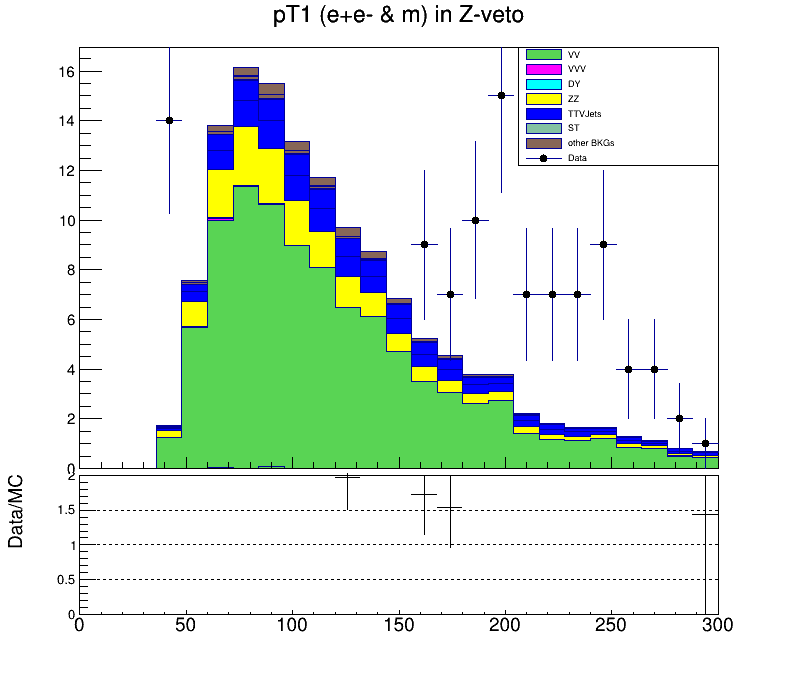 pT1 (e+e- & m) in Z-veto
16
14
12
10
8
6
4
2
0
VV
VVV
DY
ZZ
TTVJets
ST
other BKGs
Data
Data/MC
2
1.5
1
0.5
0
0 50 100 150 200 250 300